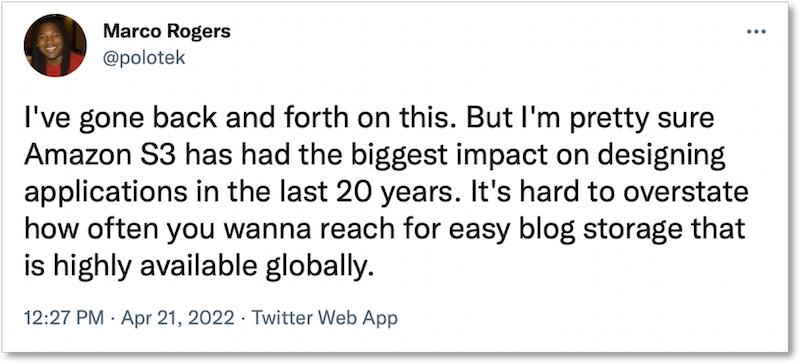 Marco Rogers
@polotek
I've gone back and forth on this. But I'm pretty sure
Amazon S3 has had the biggest impact on designing
applications in the last 20 years. It's hard to overstate
how often you wanna reach for easy blog storage that
is highly available globally.
12:27 PM · Apr 21, 2022 · Twitter Web App